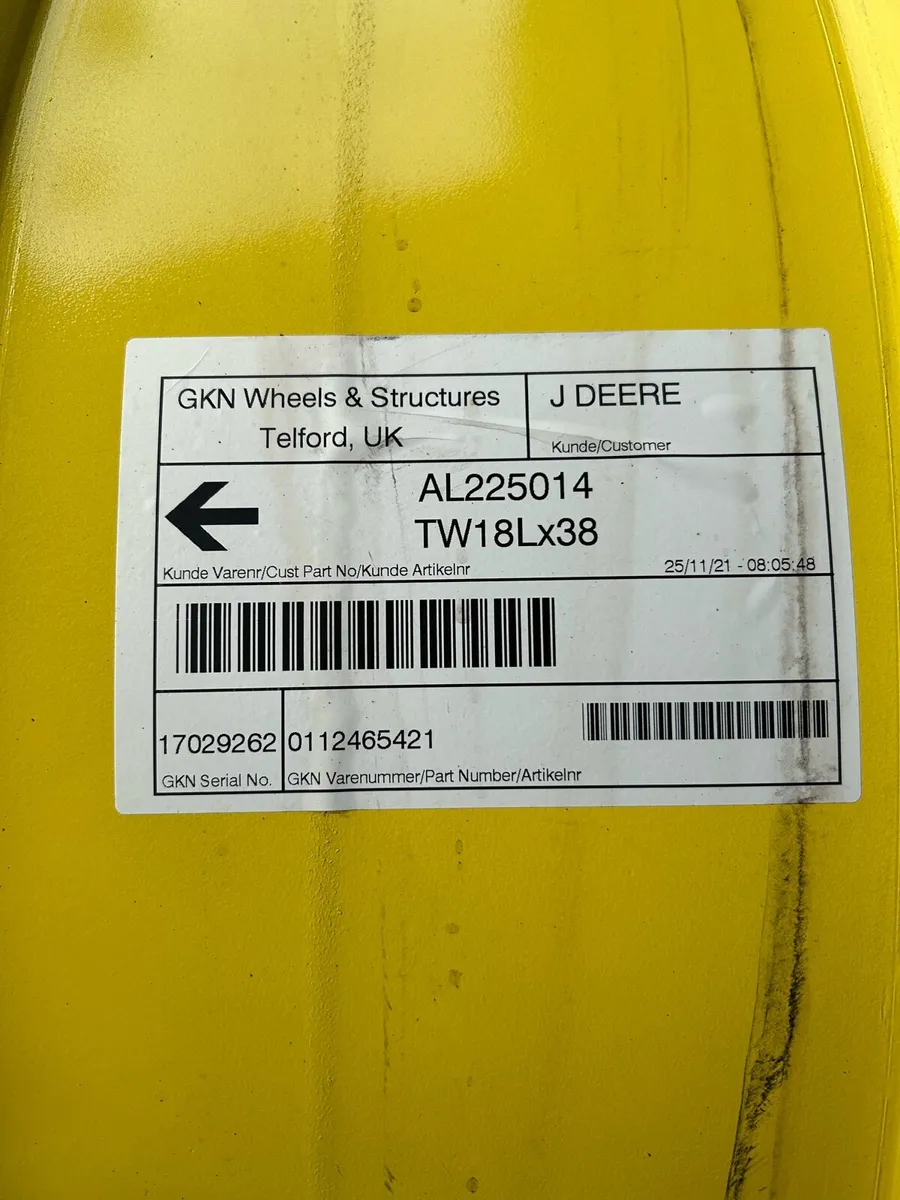 GKN Wheels & Structures
Telford, UK
J DEERE
Kunde/Customer
AL225014
TW18Lx38
Kunde Varenr/Cust Part No/Kunde Artikelnr
25/11/21 - 08:05:48
17029262
GKN Serial No.
0112465421
GKN Varenummer/Part Number/Artikelnr